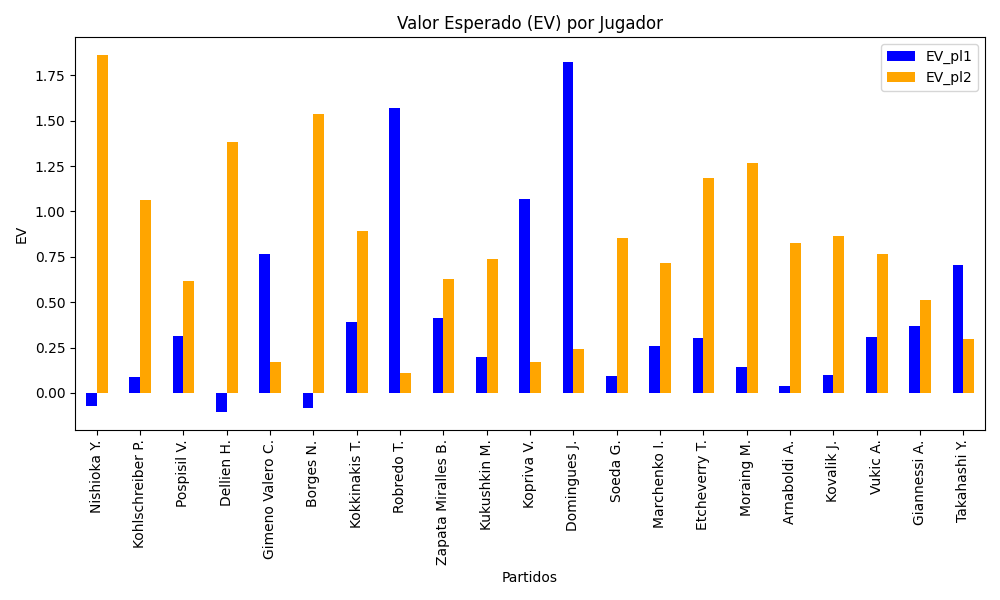 Valor Esperado (EV) por Jugador
EV_pl1
EV_pl2
EV
1.75
1.50
1.25
1.00
0.75
0.50
0.25
0.00
Nishioka Y.
Kohlschreiber P.
Pospisil V.
Dellien H.
Gimeno Valero C.
Borges N.
Kokkinakis T.
Robredo T.
Zapata Miralles B.
Kukushkin M.
Kopriva V.
Domingues J.
Soeda G.
Marchenko I.
Etcheverry T.
Moraing M.
Arnaboldi A.
Kovalik J.
Vukic A.
Giannessi A.
Takahashi Y.
Partidos